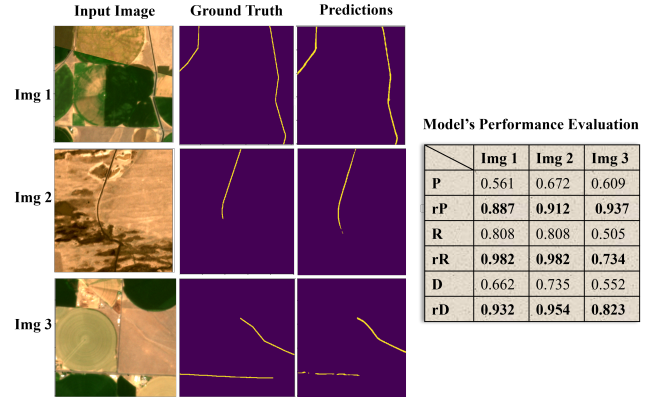 Input Image Ground Truth Predictions
Img 1
Img 2
Img 3
Model's Performance Evaluation
Img 1 Img 2 Img 3
P 0.561 0.672 0.609
rP 0.887 0.912 0.937
R 0.808 0.808 0.505
rR 0.982 0.982 0.734
D 0.662 0.735 0.552
rD 0.932 0.954 0.823